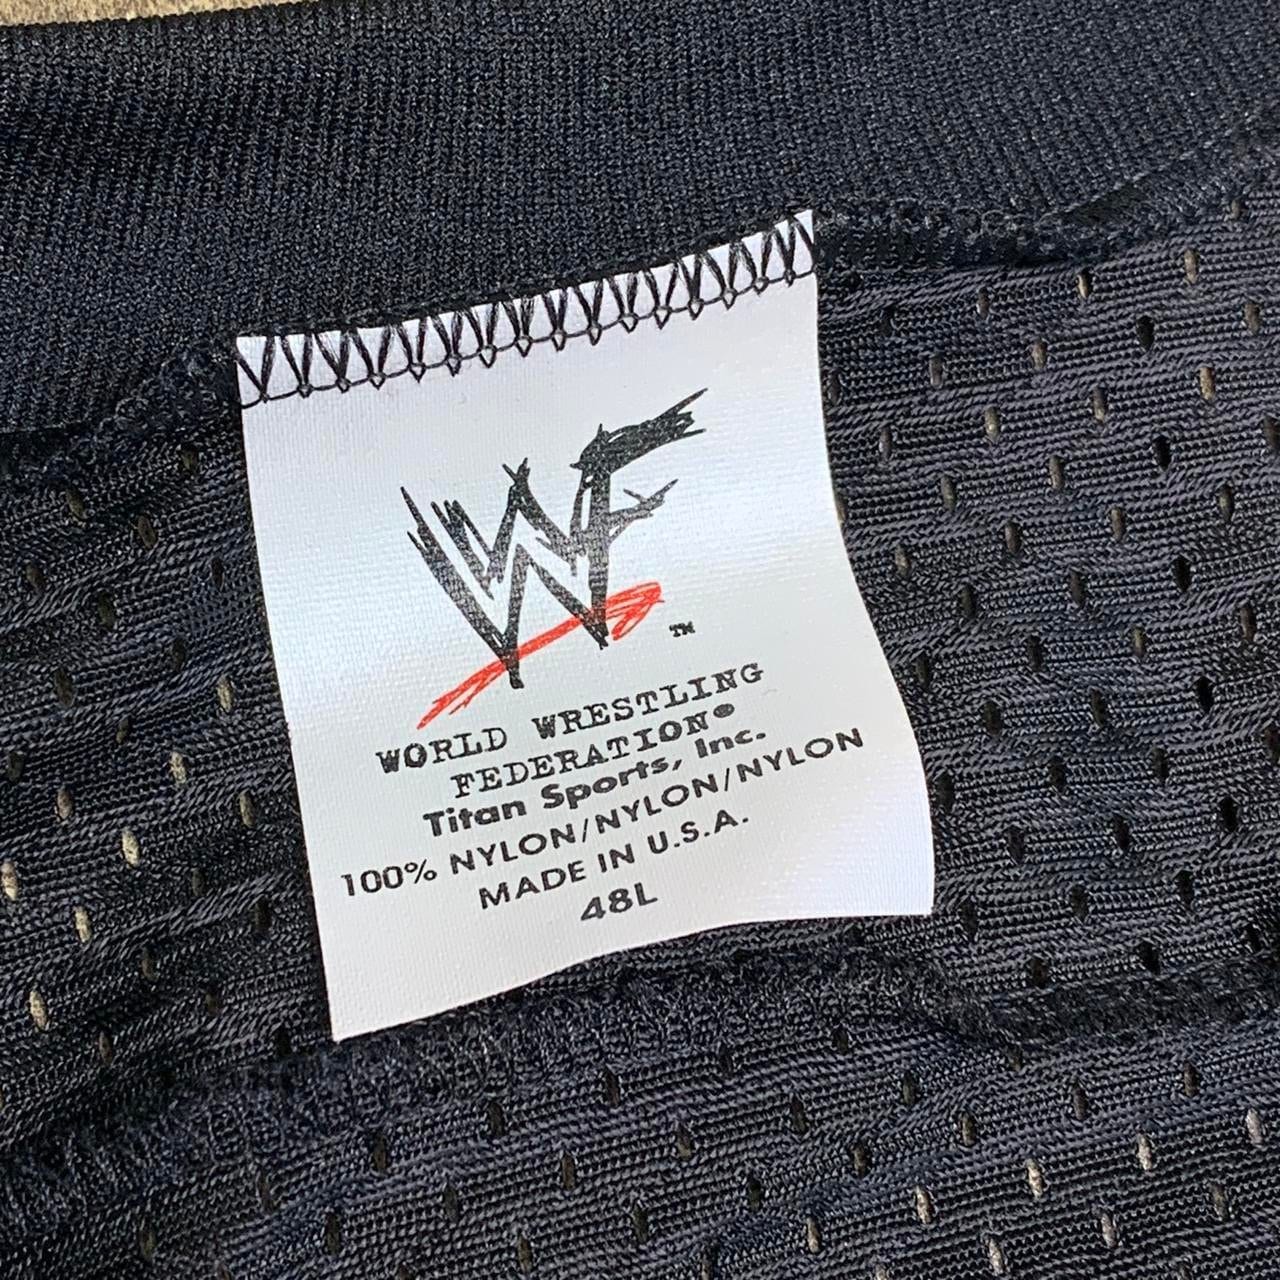 WF
TM
WORLD WRESTLING
FEDERATION®
Titan Sports, Inc.
100% NYLON/NYLON/NYLON
MADE IN U.S.A.
48L